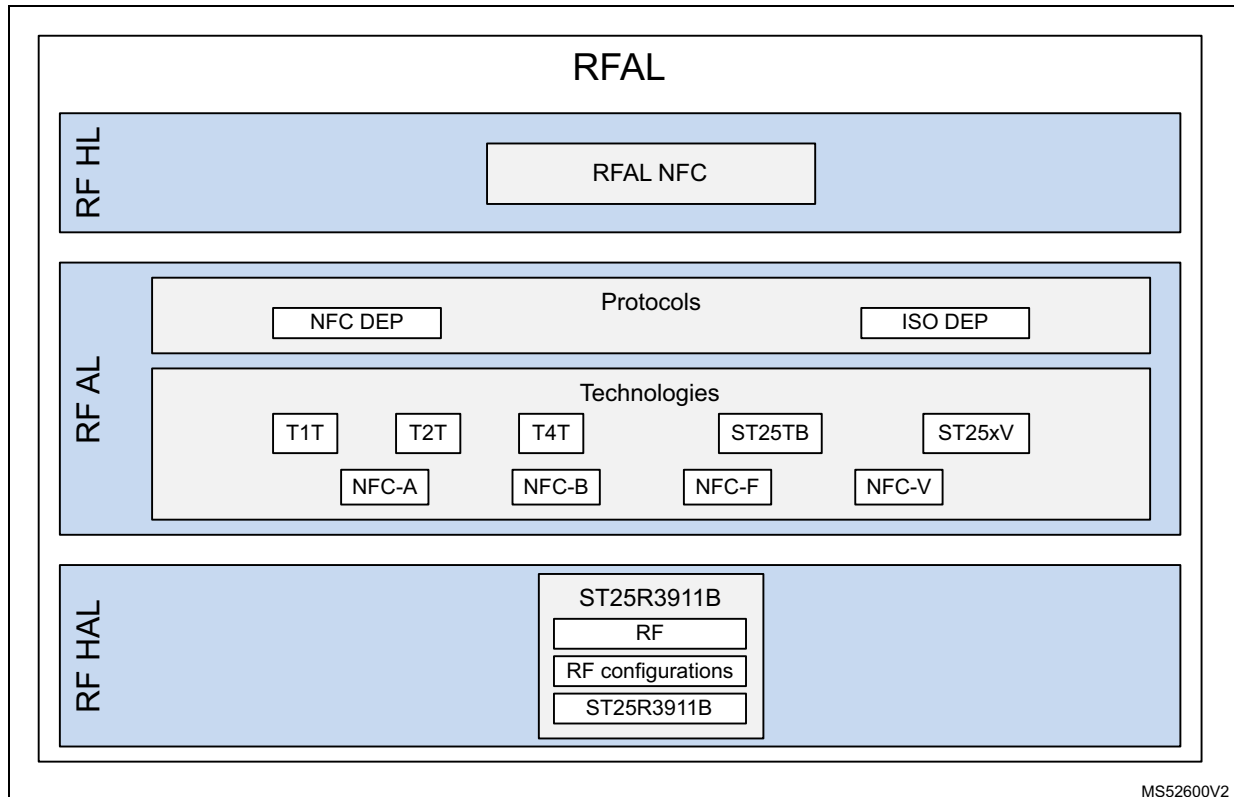 RFAL
RF HL
RFAL NFC
RF AL
Protocols
NFC DEP
ISO DEP
Technologies
T1T
T2T
T4T
ST25TB
ST25xV
NFC-A
NFC-B
NFC-F
NFC-V
RF HAL
ST25R3911B
RF
RF configurations
ST25R3911B
MS52600V2